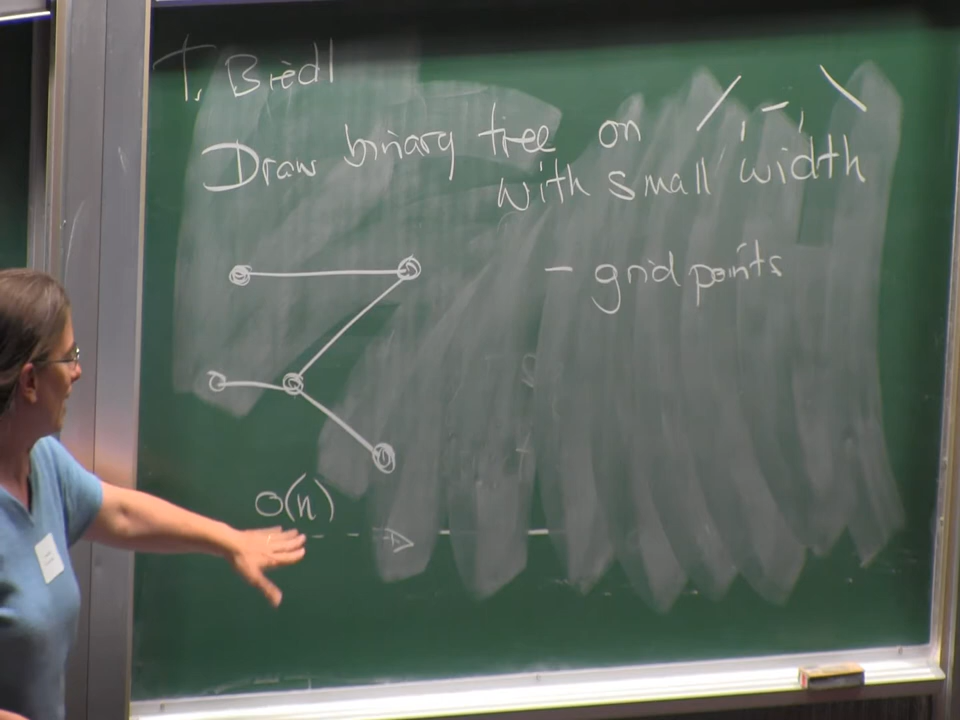 T. Biedl
Draw binary tree on /, -, \
with small width
- grid points
O(n)